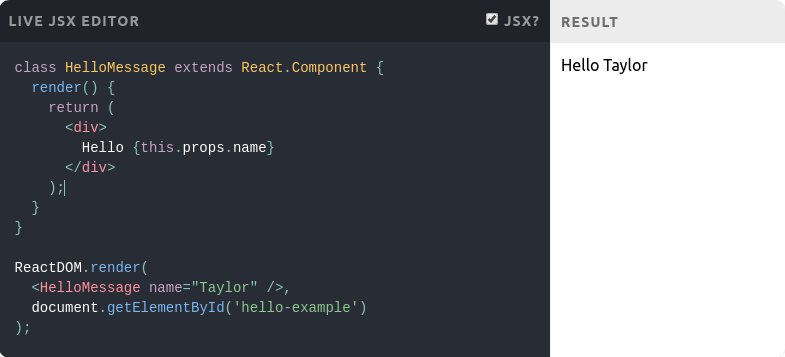 LIVE JSX EDITOR
JSX?
class HelloMessage extends React.Component {
  render() {
    return (
      <div>
        Hello {this.props.name}
      </div>
    );
  }
}

ReactDOM.render(
  <HelloMessage name="Taylor" />,
  document.getElementById('hello-example')
);
RESULT
Hello Taylor